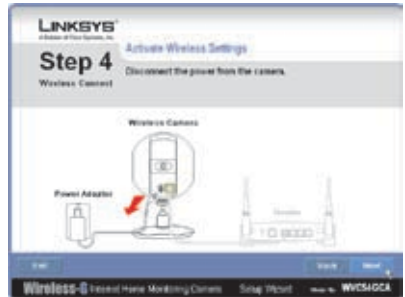 LINKSYS®
A Division of Cisco Systems, Inc.
Step 4
Wireless Connect
Activate Wireless Settings
Disconnect the power from the camera.
Wireless Camera
Power Adapter
Exit
Back
Next
Wireless-G Internet Home Monitoring Camera
Setup Wizard
Model No.
WVC54GCA